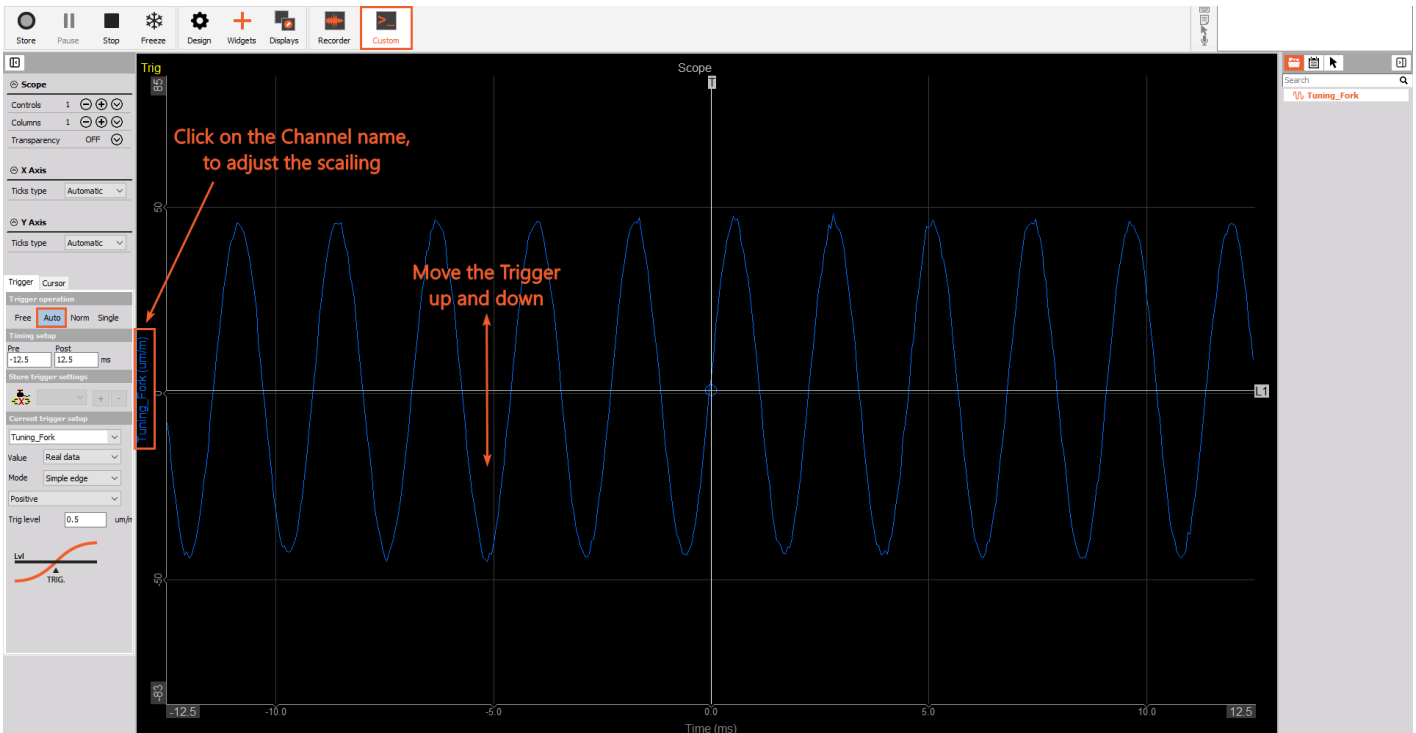 Store Pause Stop Freeze Design Widgets Displays Recorder Custom
Scope
Controls 1
Columns 1
Transparency OFF
X Axis
Ticks type Automatic
Y Axis
Ticks type Automatic
Trigger Cursor
Trigger operation
Free Auto Norm Single
Timing setup
Pre Post
-12.5 12.5 ms
Store trigger settings
+ -
Current trigger setup
Tuning_Fork
Value Real data
Mode Simple edge
Positive
Trig level 0.5 um/m
Lvl
TRIG.
Trig
Scope
T
85
50
0
-50
-83
Tuning_Fork (um/m)
Click on the Channel name,
to adjust the scailing
Move the Trigger
up and down
L1
-12.5 -10.0 -5.0 0.0 5.0 10.0 12.5
Time (ms)
Search
Tuning_Fork